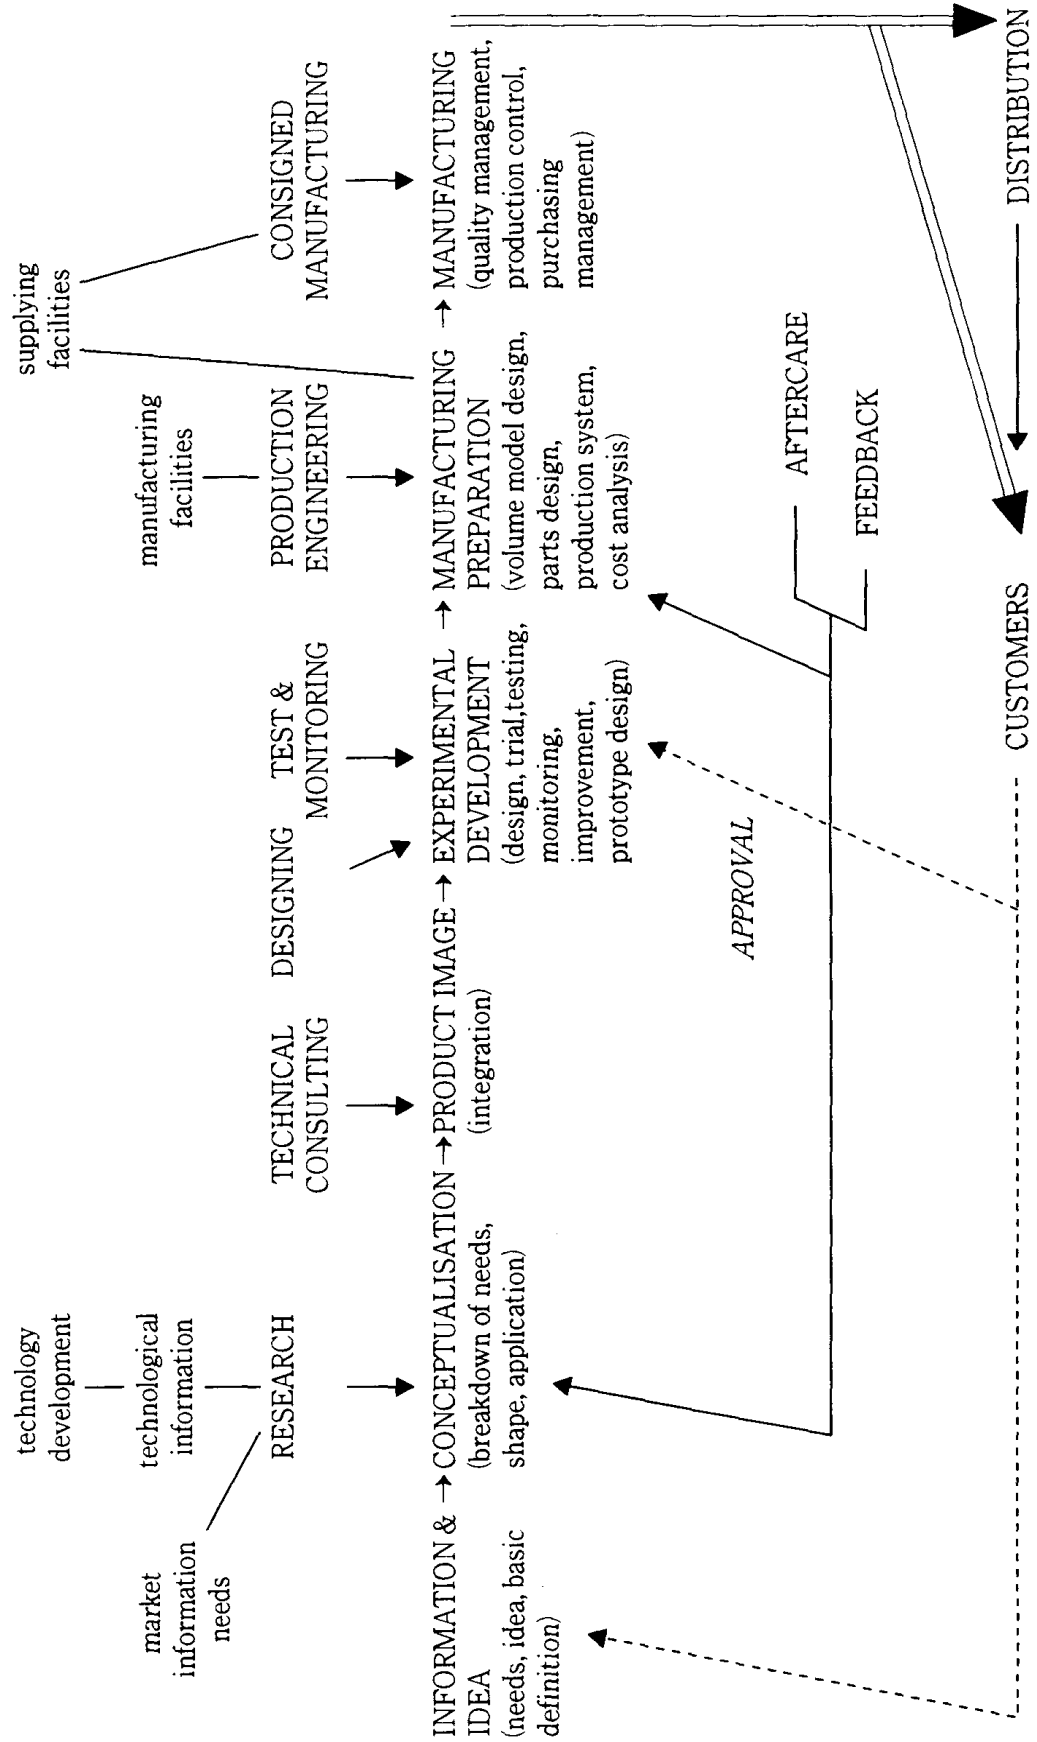 technology
development
supplying
facilities
market
information
needs
technological
information
manufacturing
facilities
RESEARCH
TECHNICAL
CONSULTING
DESIGNING
TEST &
MONITORING
PRODUCTION
ENGINEERING
CONSIGNED
MANUFACTURING
INFORMATION &
IDEA
(needs, idea, basic
definition)
CONCEPTUALISATION
(breakdown of needs,
shape, application)
PRODUCT IMAGE
(integration)
EXPERIMENTAL
DEVELOPMENT
(design, trial,testing,
monitoring,
improvement,
prototype design)
MANUFACTURING
PREPARATION
(volume model design,
parts design,
production system,
cost analysis)
MANUFACTURING
(quality management,
production control,
purchasing
management)
APPROVAL
AFTERCARE
FEEDBACK
CUSTOMERS
DISTRIBUTION